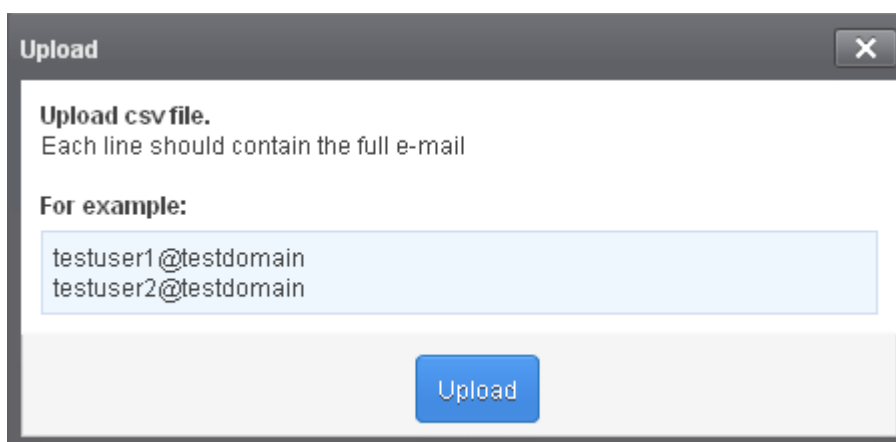 Upload
Upload csv file.
Each line should contain the full e-mail
For example:
testuser1@testdomain
testuser2@testdomain
Upload